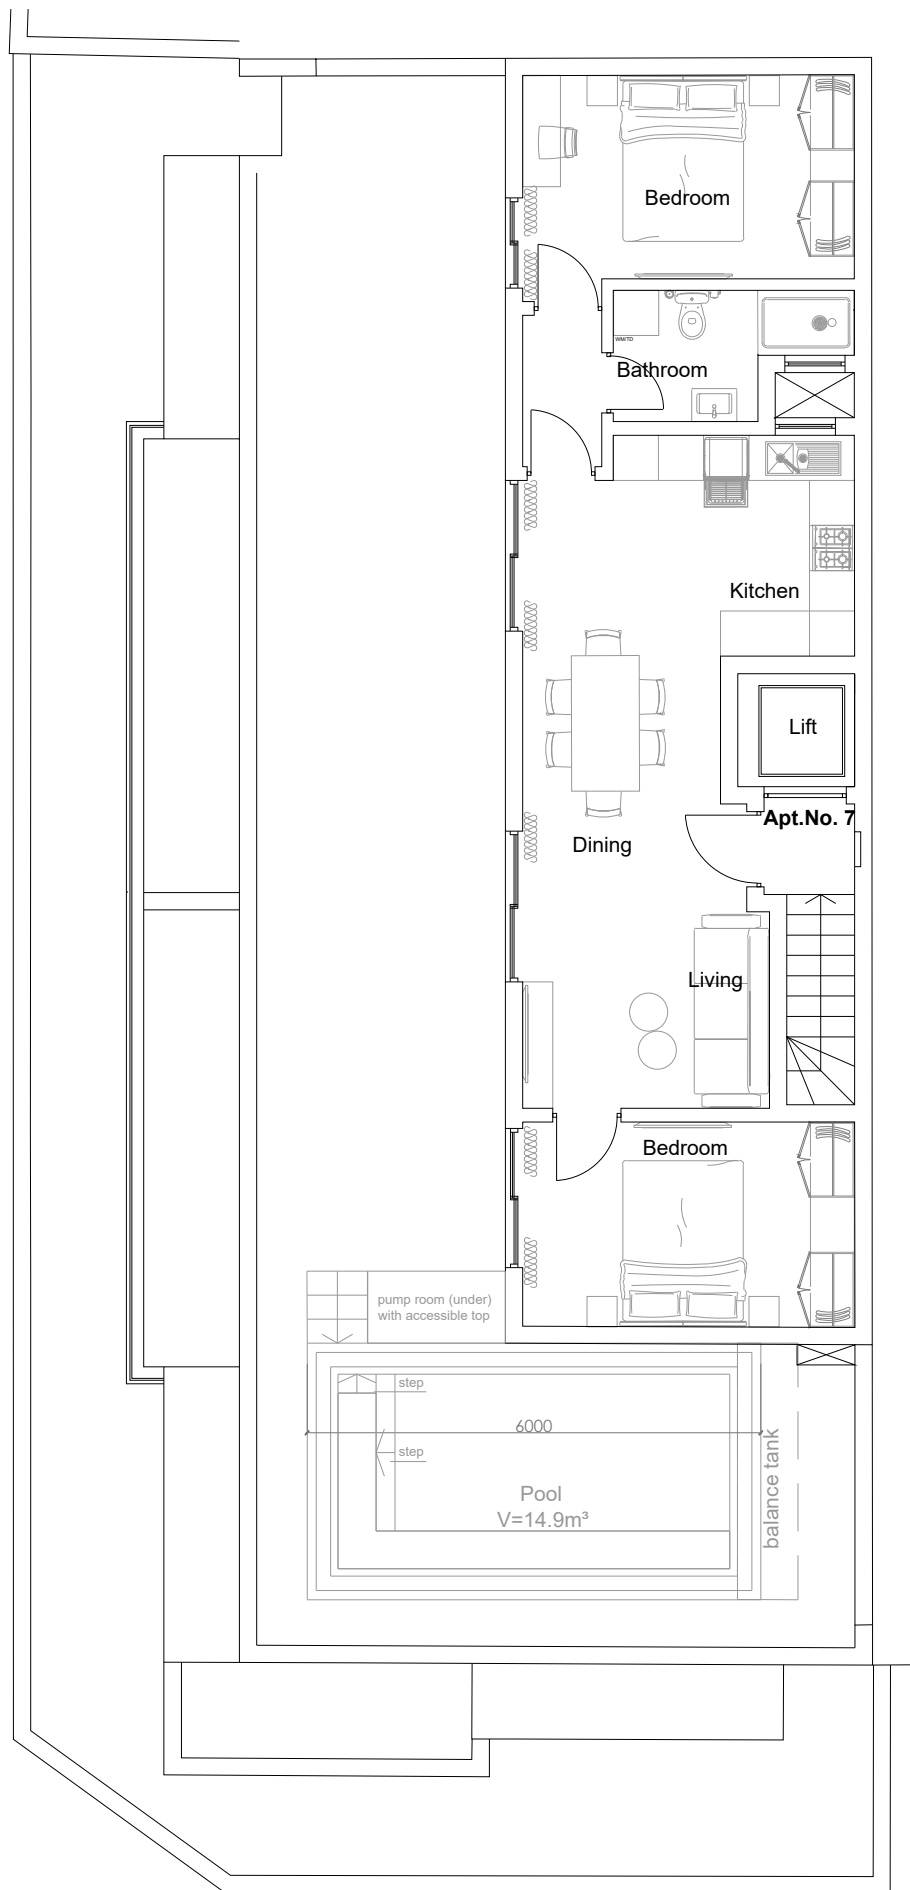 Bedroom
WM/TD
Bathroom
Kitchen
Lift
Apt.No. 7
Dining
Living
Bedroom
pump room (under)
with accessible top
step
6000
step
Pool
V=14.9m³
balance tank